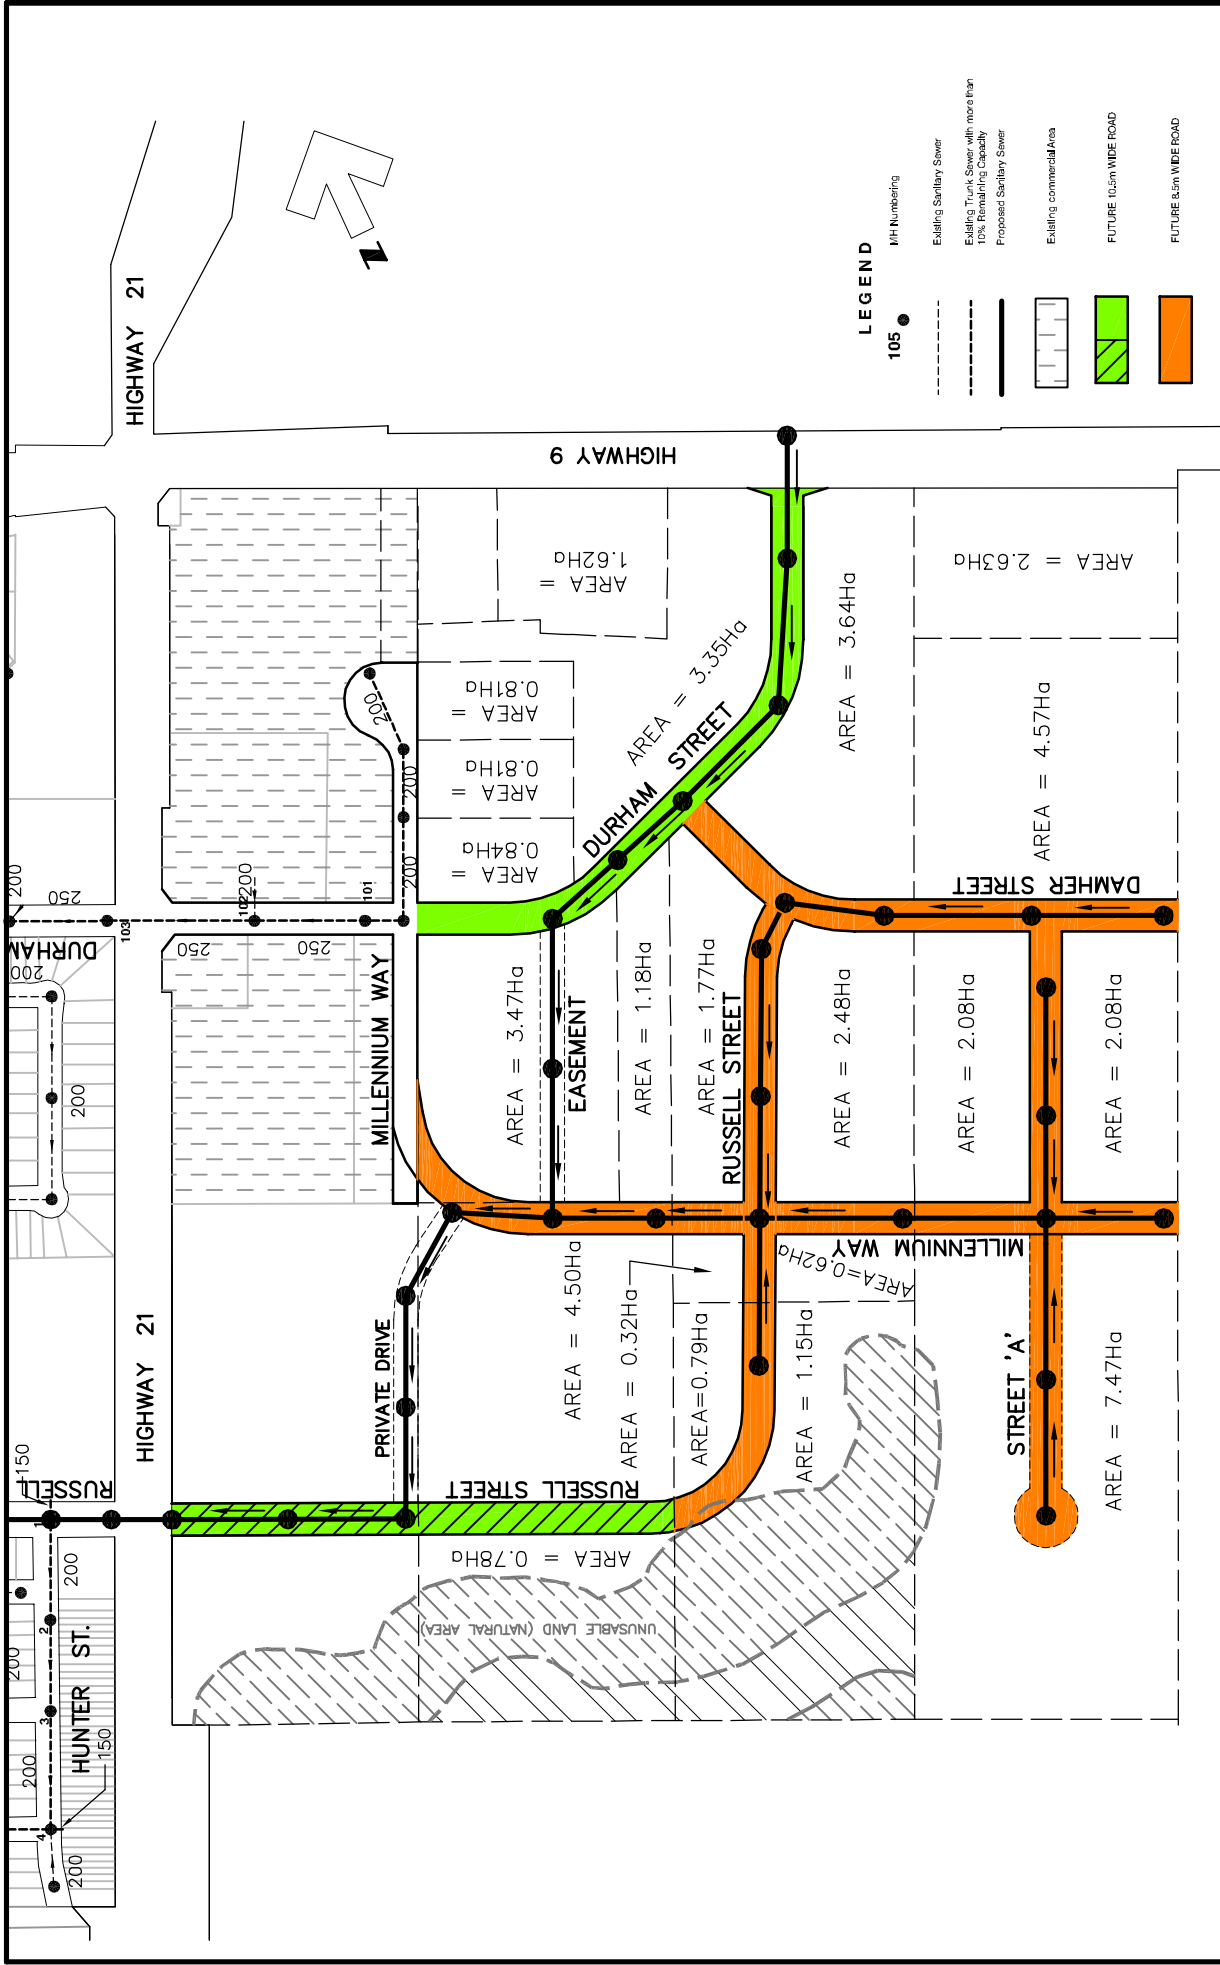 HIGHWAY 21
N
LEGEND
105
MH Numbering
Existing Sanitary Sewer
Existing Trunk Sewer with more than
10% Remaining Capacity
Proposed Sanitary Sewer
Existing commercial Area
FUTURE 10.5m WIDE ROAD
FUTURE 8.5m WIDE ROAD
HIGHWAY 9
AREA =
1.62Ha
AREA = 2.63Ha
AREA = 3.64Ha
AREA = 3.35Ha
AREA =
0.81Ha
AREA =
0.81Ha
AREA =
0.84Ha
DURHAM STREET
AREA = 4.57Ha
DAMHER STREET
200
200
200
101
102
200
103
250
250
250
200
DURHAM
200
200
MILLENNIUM WAY
AREA = 3.47Ha
EASEMENT
AREA = 1.18Ha
AREA = 1.77Ha
RUSSELL STREET
AREA = 2.48Ha
AREA = 2.08Ha
AREA = 2.08Ha
MILLENNIUM WAY
AREA=0.62Ha
AREA = 4.50Ha
AREA = 0.32Ha
AREA=0.79Ha
AREA = 1.15Ha
STREET 'A'
AREA = 7.47Ha
HIGHWAY 21
PRIVATE DRIVE
RUSSELL STREET
AREA = 0.78Ha
UNUSABLE LAND (NATURAL AREA)
RUSSELL
150
1
200
2
200
3
HUNTER ST.
150
200
4
200